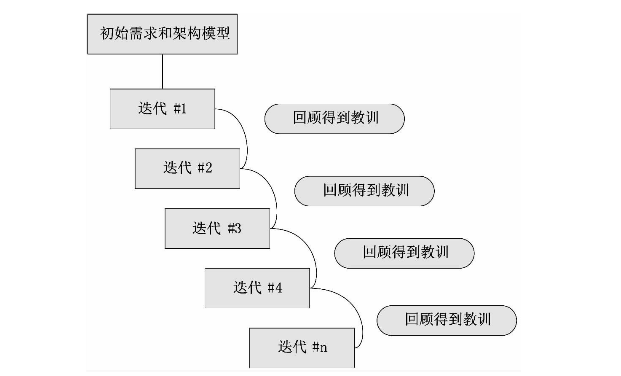 初始需求和架构模型
迭代 #1
回顾得到教训
迭代 #2
回顾得到教训
迭代 #3
回顾得到教训
迭代 #4
回顾得到教训
迭代 #n